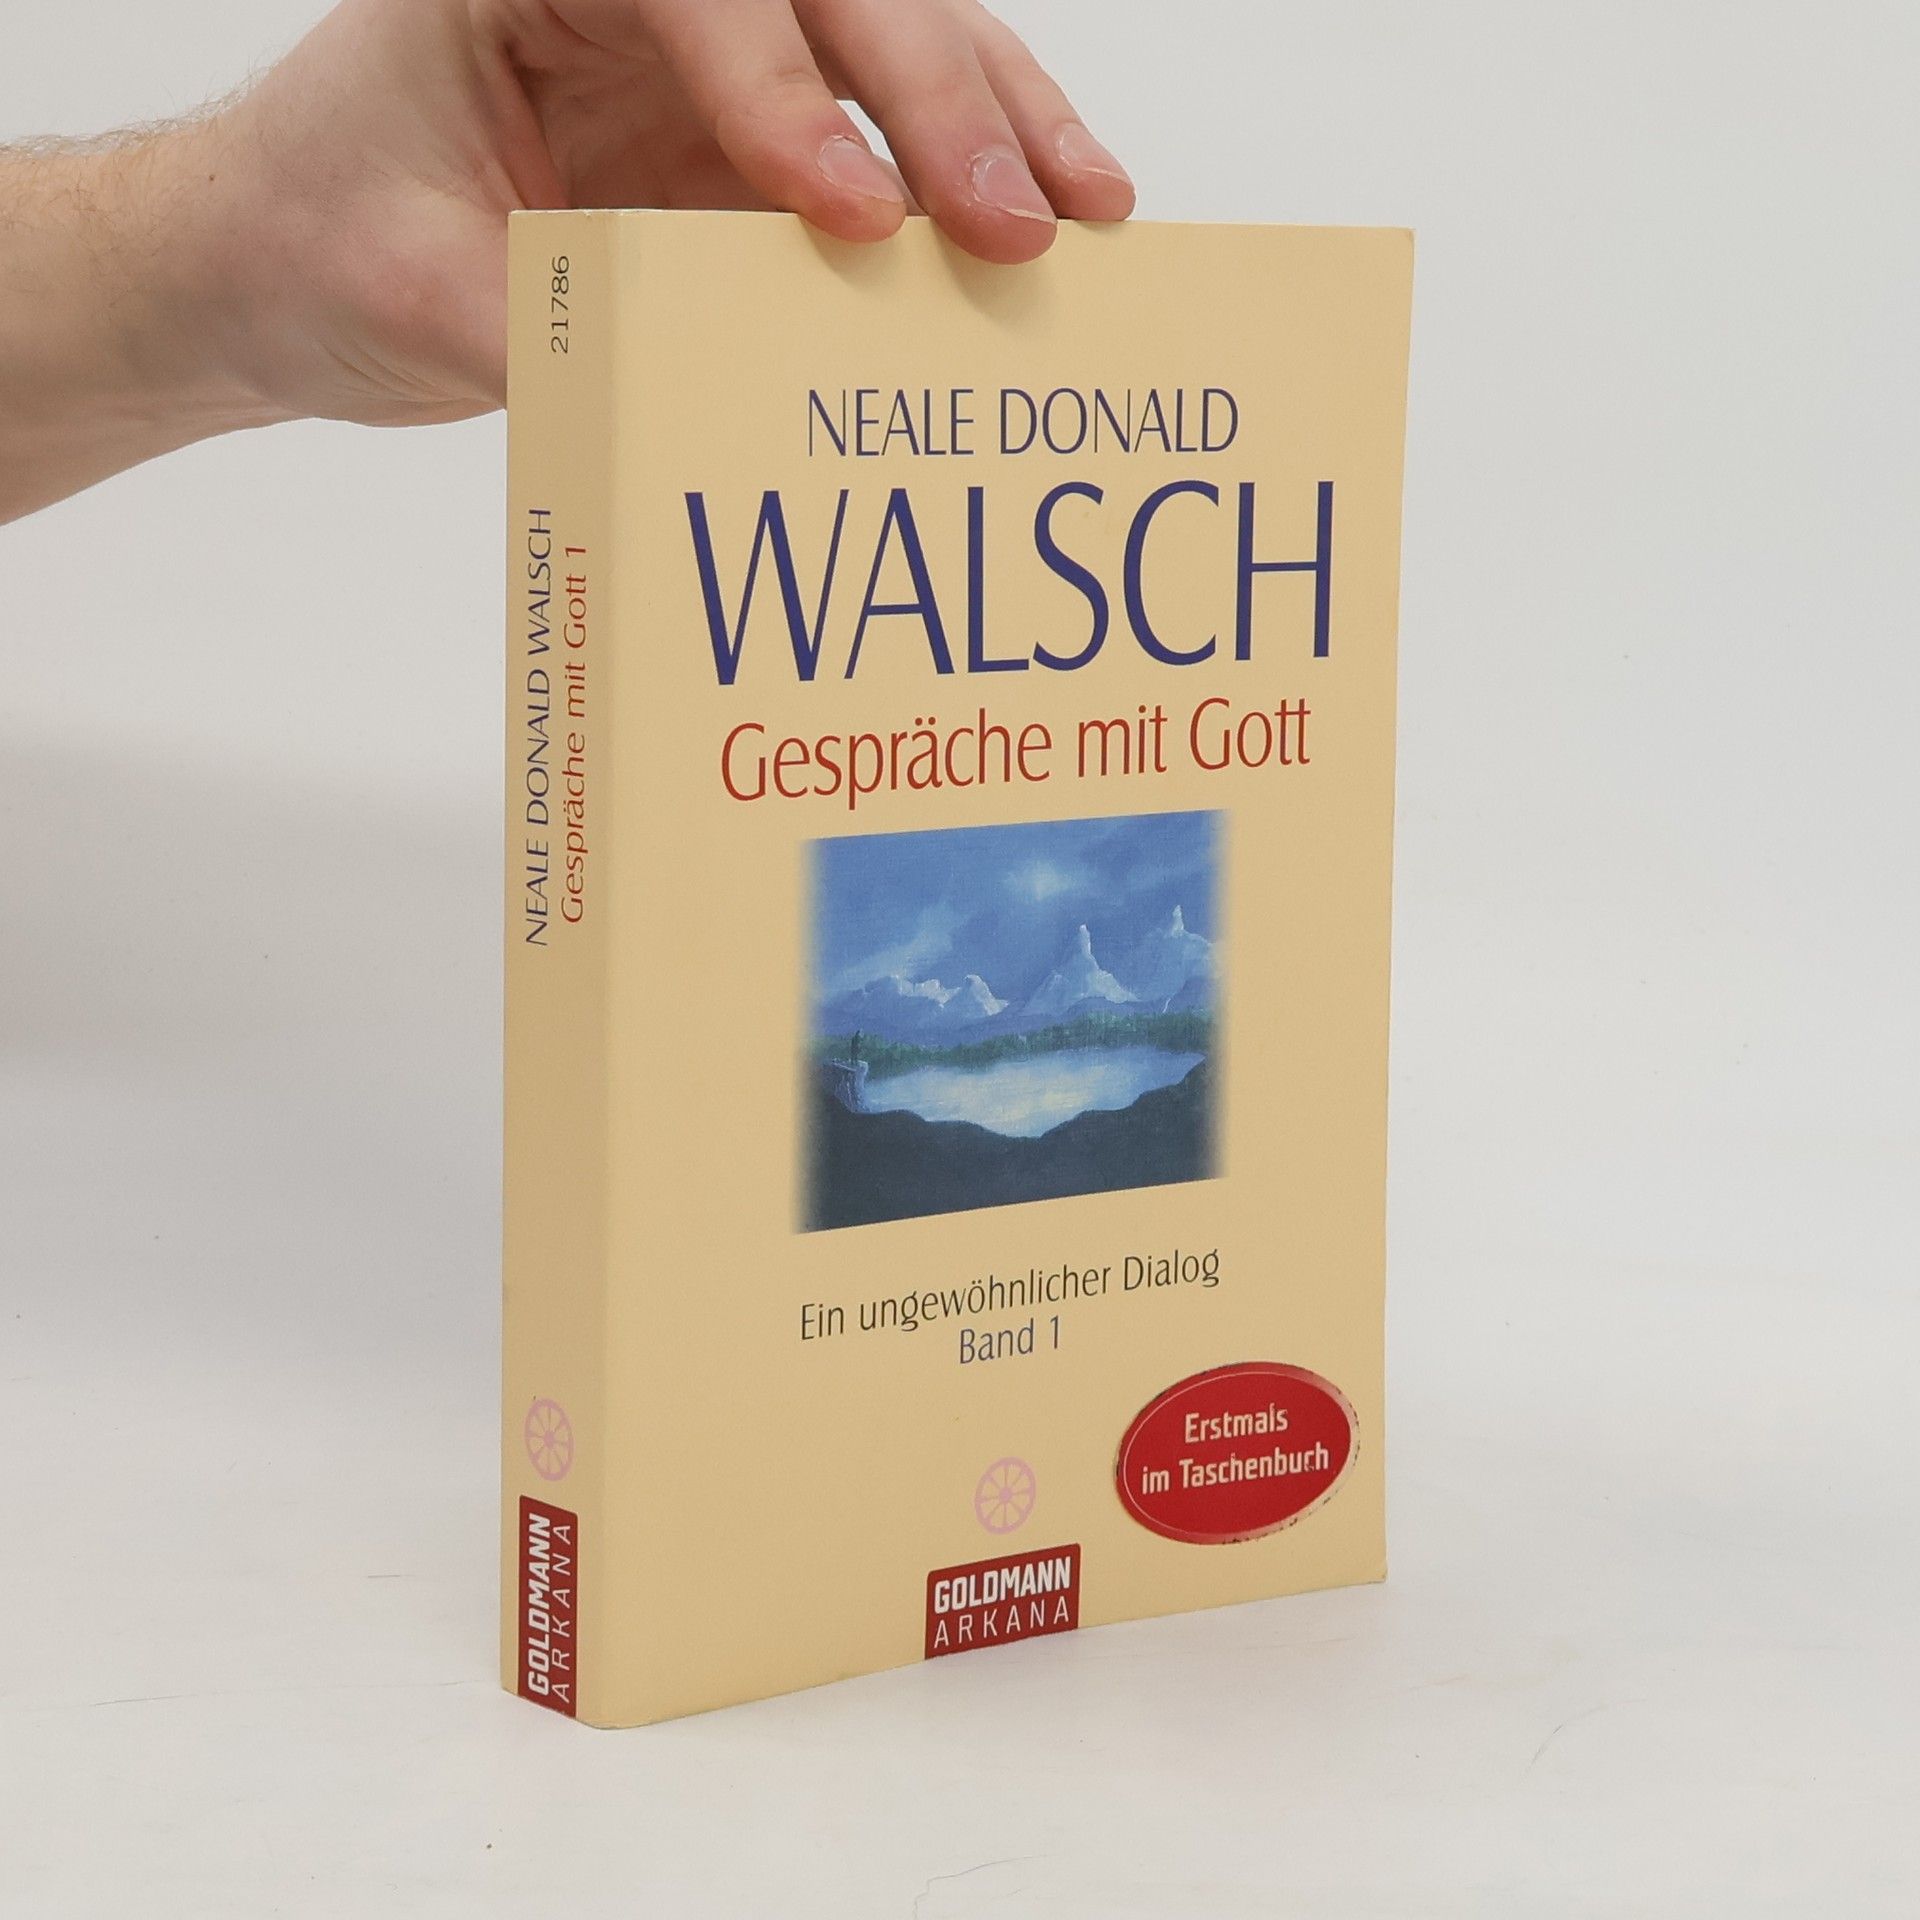 21786
NEALE DONALD WALSCH
Gespräche mit Gott 1
GOLDMANN
ARKANA
NEALE DONALD
WALSCH
Gespräche mit Gott
Ein ungewöhnlicher Dialog
Band 1
Erstmals
im Taschenbuch
GOLDMANN
ARKANA